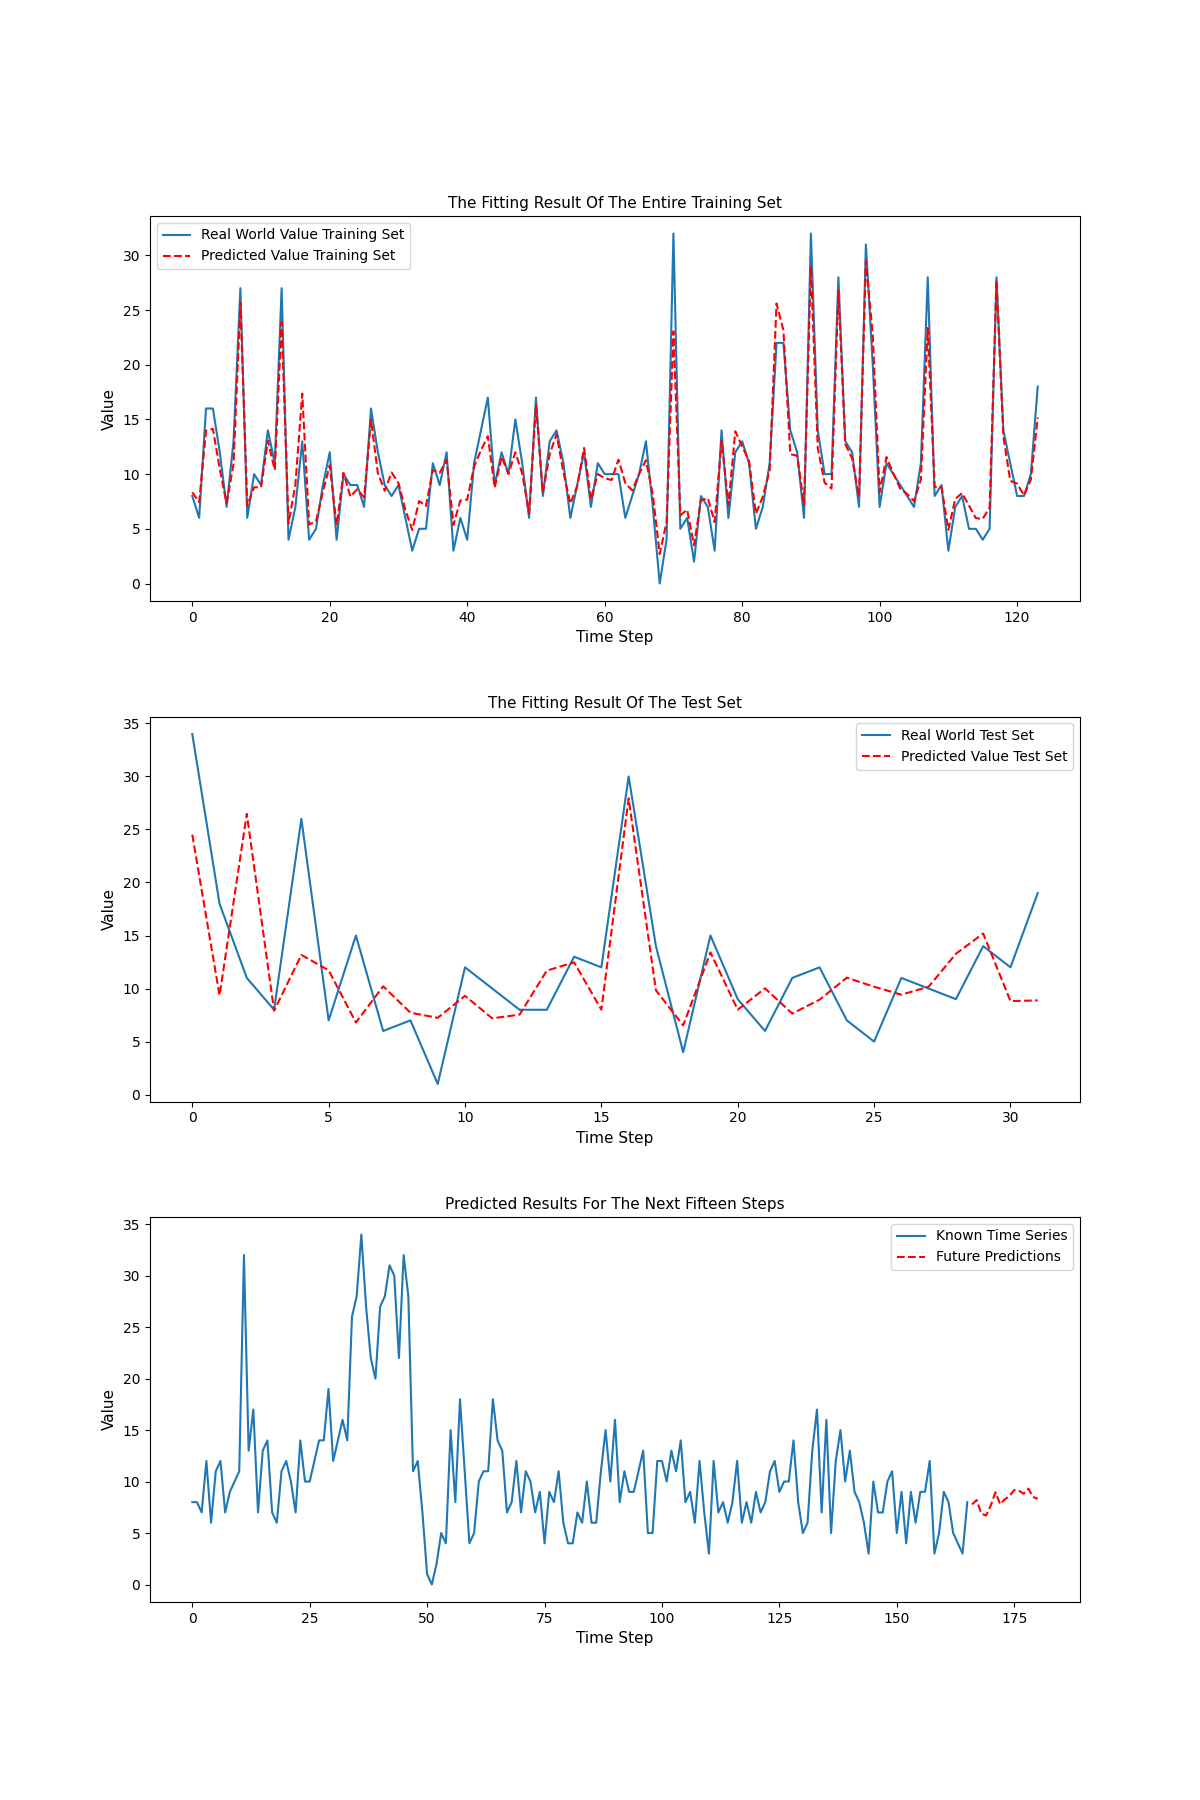 The Fitting Result Of The Entire Training Set
Real World Value Training Set
Predicted Value Training Set
Value
30
25
20
15
10
5
0
0 20 40 60 80 100 120
Time Step
The Fitting Result Of The Test Set
Real World Test Set
Predicted Value Test Set
Value
35
30
25
20
15
10
5
0
0 5 10 15 20 25 30
Time Step
Predicted Results For The Next Fifteen Steps
Known Time Series
Future Predictions
Value
35
30
25
20
15
10
5
0
0 25 50 75 100 125 150 175
Time Step